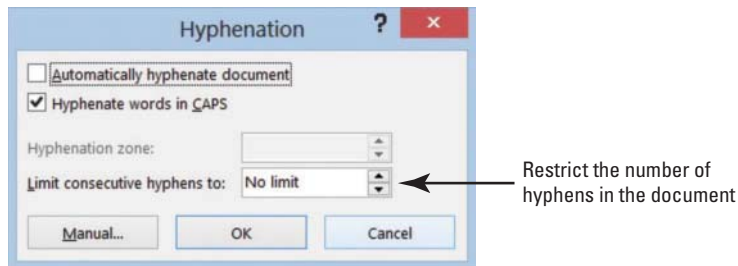 Hyphenation
?
×
Automatically hyphenate document
Hyphenate words in CAPS
Hyphenation zone:
Limit consecutive hyphens to: No limit
Restrict the number of
hyphens in the document
Manual... OK Cancel